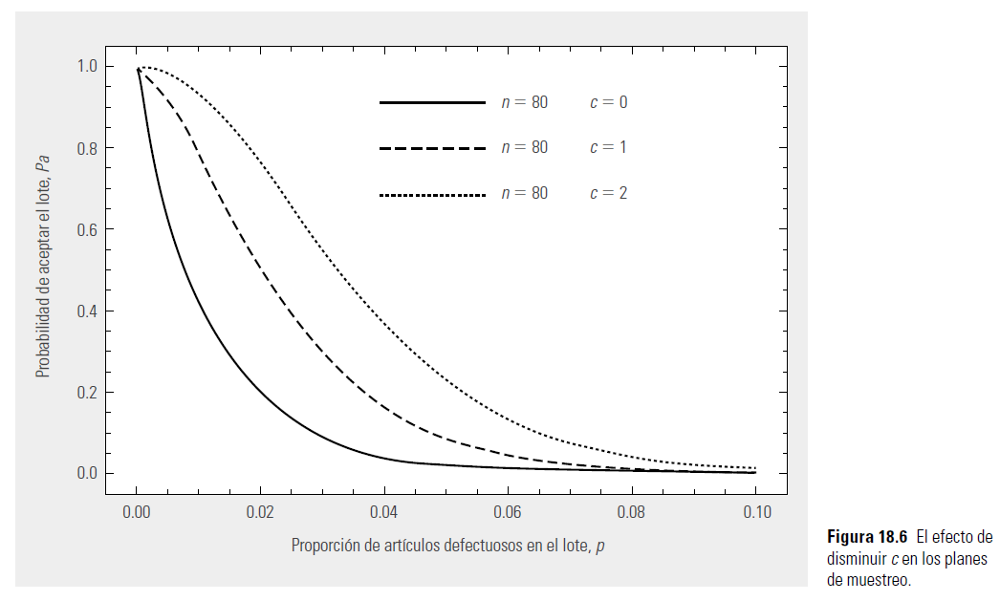 1.0
0.8
0.6
0.4
0.2
0.0
Probabilidad de aceptar el lote, Pa
n = 80 c = 0
n = 80 c = 1
n = 80 c = 2
0.00 0.02 0.04 0.06 0.08 0.10
Proporción de artículos defectuosos en el lote, p
Figura 18.6 El efecto de
disminuir c en los planes
de muestreo.